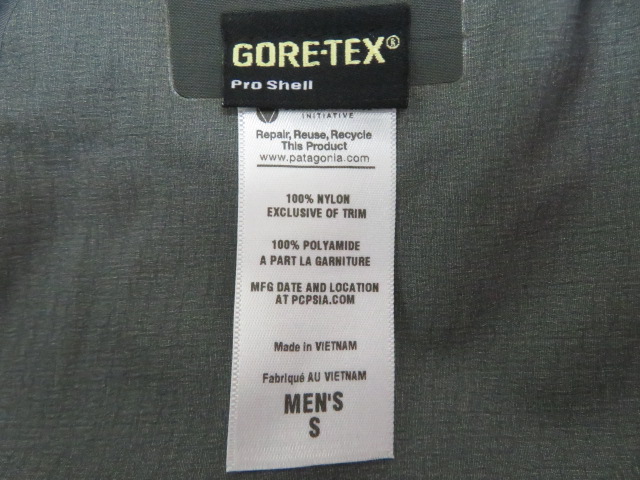 GORE-TEX®
Pro Shell
INITIATIVE
Repair, Reuse, Recycle
This Product
www.patagonia.com
100% NYLON
EXCLUSIVE OF TRIM
100% POLYAMIDE
A PART LA GARNITURE
MFG DATE AND LOCATION
AT PCPSIA.COM
Made in VIETNAM
Fabriqué AU VIETNAM
MEN'S
S